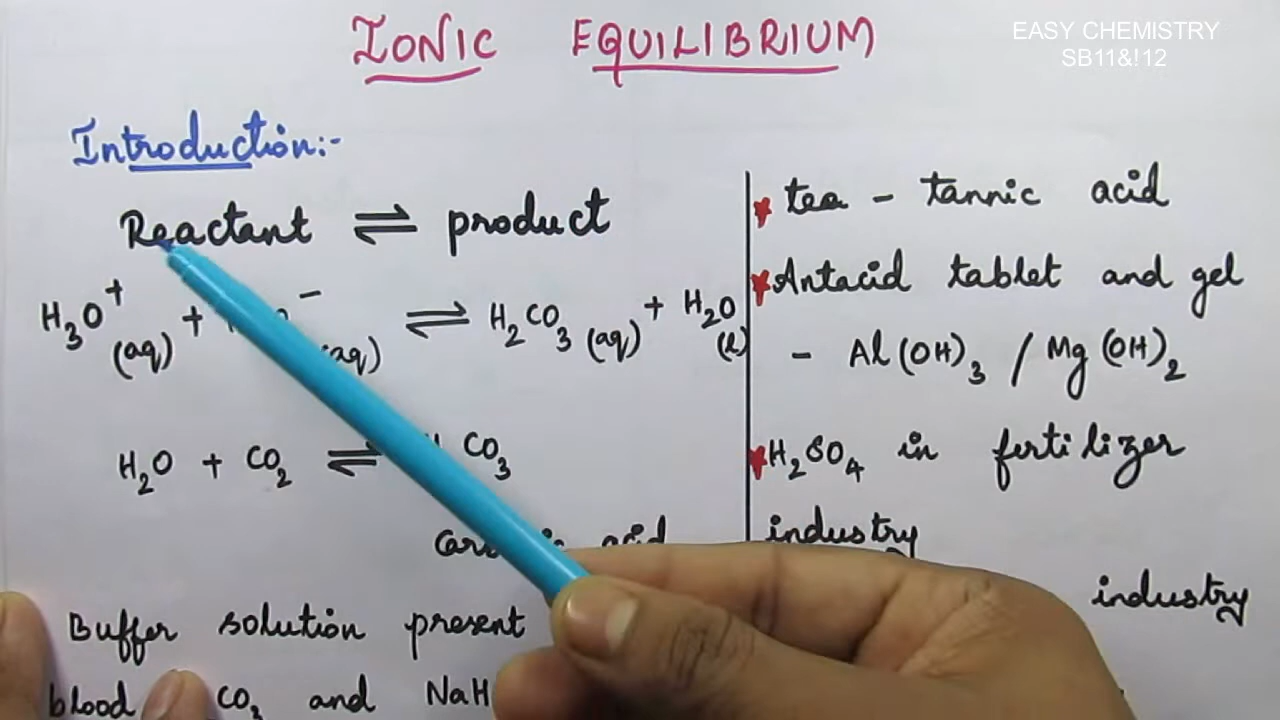 IONIC EQUILIBRIUM
EASY CHEMISTRY
SB11&!12
Introduction:-
Reactant ⇌ product
H3O+ (aq) + − (aq) ⇌ H2CO3 (aq) + H2O (l)
H2O + CO2 ⇌ CO3
acid
Buffer solution present
blood CO3 and NaH
★ tea - tannic acid
★ Antacid tablet and gel
- Al(OH)3 / Mg(OH)2
★ H2SO4 in fertilizer
industry
industry